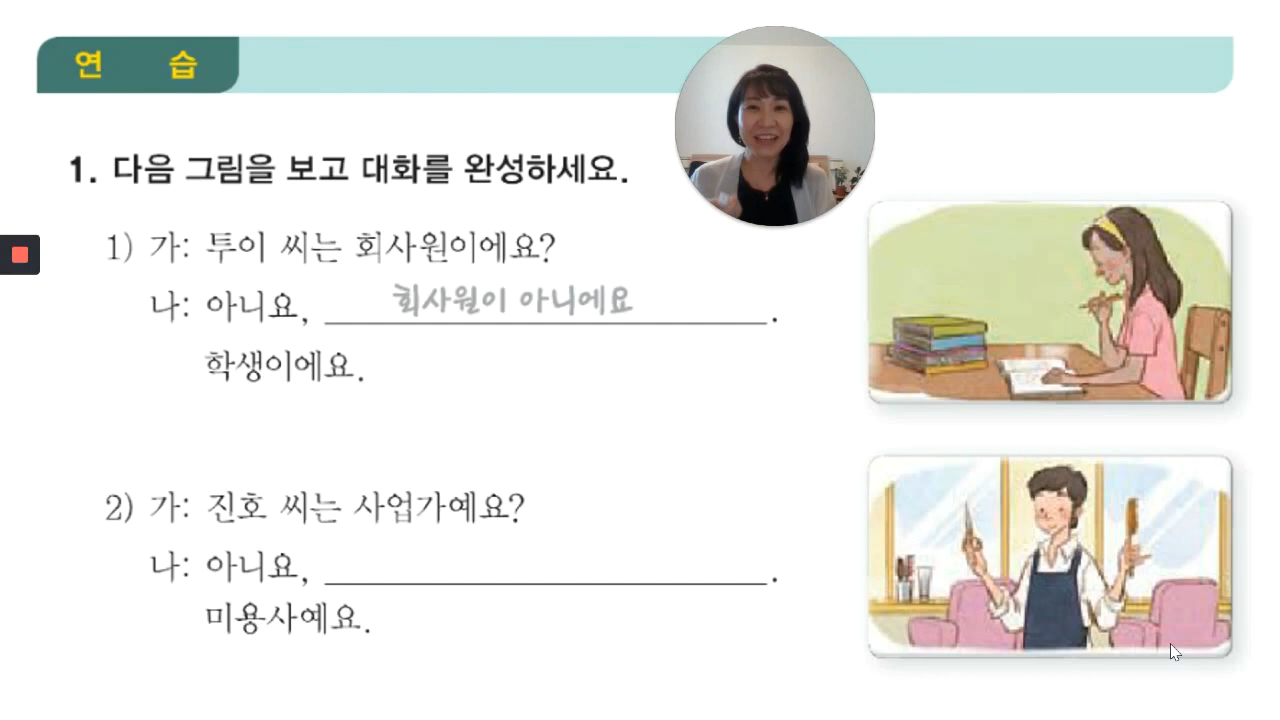 연 습
1. 다음 그림을 보고 대화를 완성하세요.
1) 가: 투이 씨는 회사원이에요?
나: 아니요, 회사원이 아니에요.
학생이에요.
2) 가: 진호 씨는 사업가예요?
나: 아니요, ______________________.
미용사예요.